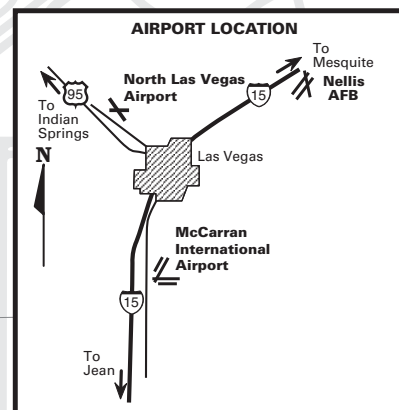 AIRPORT LOCATION
To
Mesquite
North Las Vegas
Airport
95
15
Nellis
AFB
To
Indian
Springs
N
Las Vegas
McCarran
International
Airport
15
To
Jean